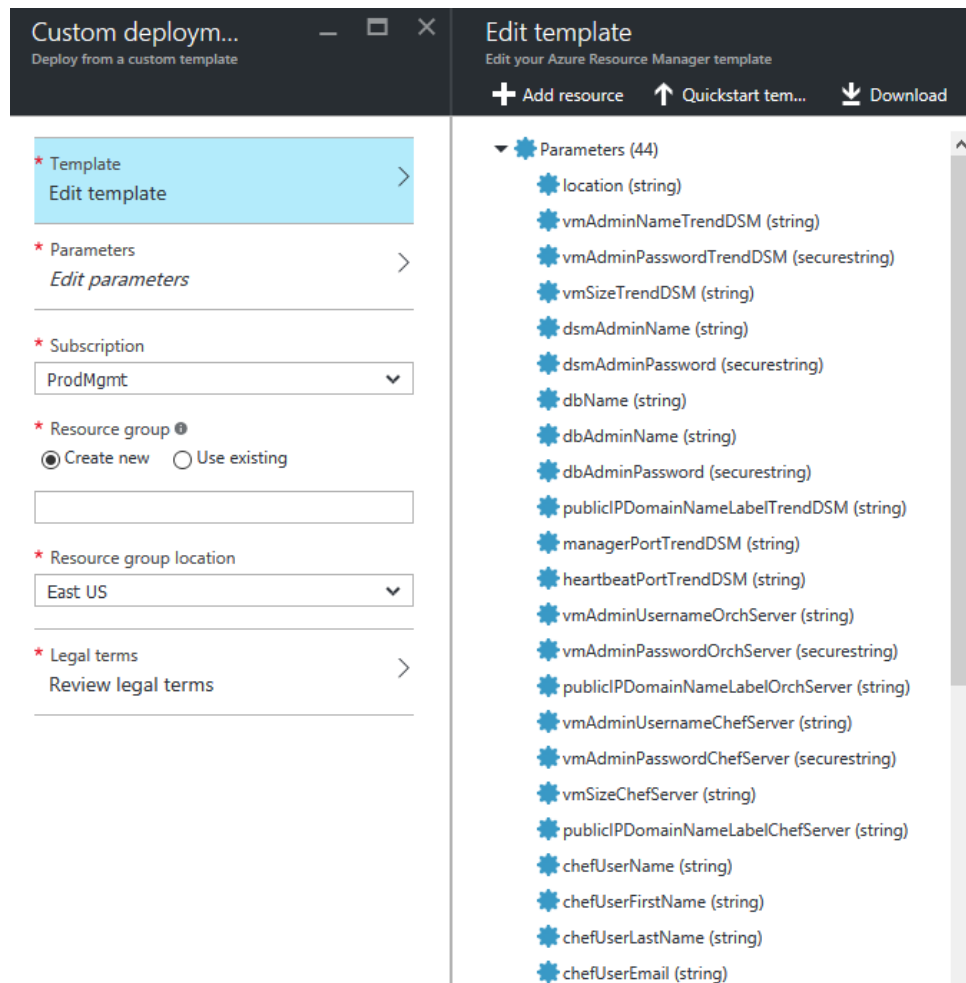 Custom deploym...
Deploy from a custom template
* Template
Edit template
* Parameters
Edit parameters
* Subscription
ProdMgmt
* Resource group
Create new Use existing
* Resource group location
East US
* Legal terms
Review legal terms
Edit template
Edit your Azure Resource Manager template
Add resource Quickstart tem... Download
Parameters (44)
location (string)
vmAdminNameTrendDSM (string)
vmAdminPasswordTrendDSM (securestring)
vmSizeTrendDSM (string)
dsmAdminName (string)
dsmAdminPassword (securestring)
dbName (string)
dbAdminName (string)
dbAdminPassword (securestring)
publicIPDomainNameLabelTrendDSM (string)
managerPortTrendDSM (string)
heartbeatPortTrendDSM (string)
vmAdminUsernameOrchServer (string)
vmAdminPasswordOrchServer (securestring)
publicIPDomainNameLabelOrchServer (string)
vmAdminUsernameChefServer (string)
vmAdminPasswordChefServer (securestring)
vmSizeChefServer (string)
publicIPDomainNameLabelChefServer (string)
chefUserName (string)
chefUserFirstName (string)
chefUserLastName (string)
chefUserEmail (string)